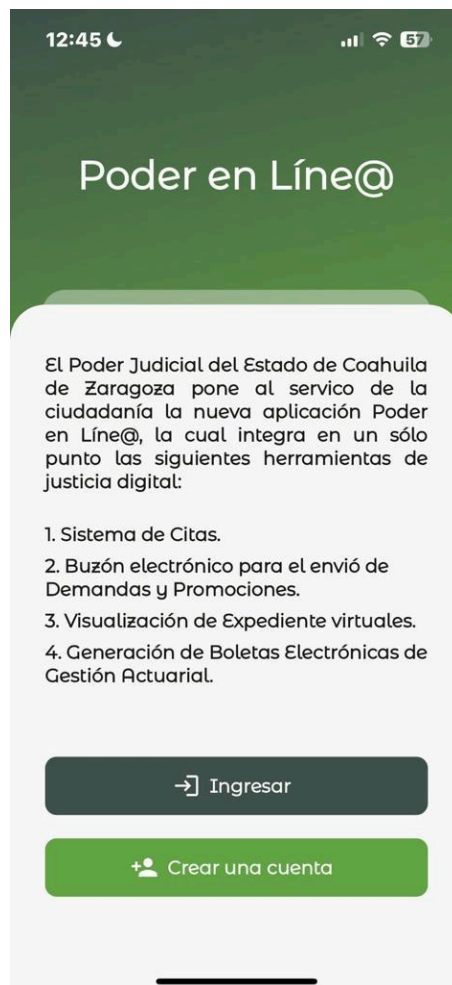 12:45
57
Poder en Líne@
El Poder Judicial del Estado de Coahuila
de Zaragoza pone al servico de la
ciudadanía la nueva aplicación Poder
en Líne@, la cual integra en un sólo
punto las siguientes herramientas de
justicia digital:
1. Sistema de Citas.
2. Buzón electrónico para el envió de
Demandas y Promociones.
3. Visualización de Expediente virtuales.
4. Generación de Boletas Electrónicas de
Gestión Actuarial.
Ingresar
Crear una cuenta